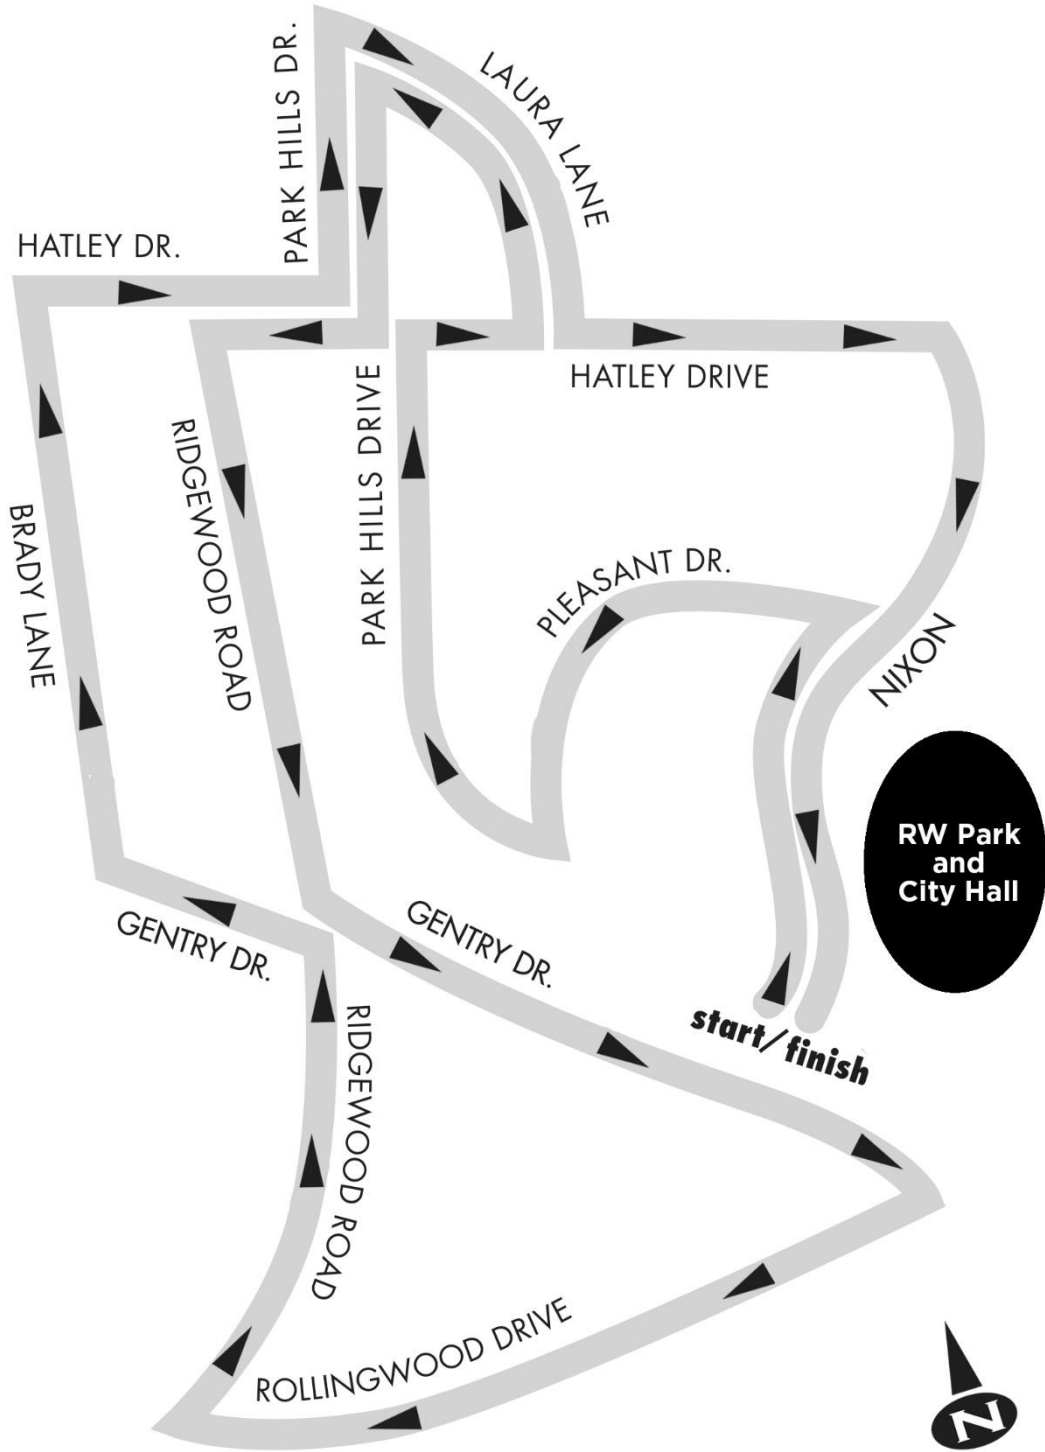 PARK HILLS DR.
LAURA LANE
HATLEY DR.
HATLEY DRIVE
PARK HILLS DRIVE
RIDGEWOOD ROAD
BRADY LANE
PLEASANT DR.
NIXON
RW Park
and
City Hall
GENTRY DR.
GENTRY DR.
start/finish
RIDGEWOOD ROAD
ROLLINGWOOD DRIVE
N